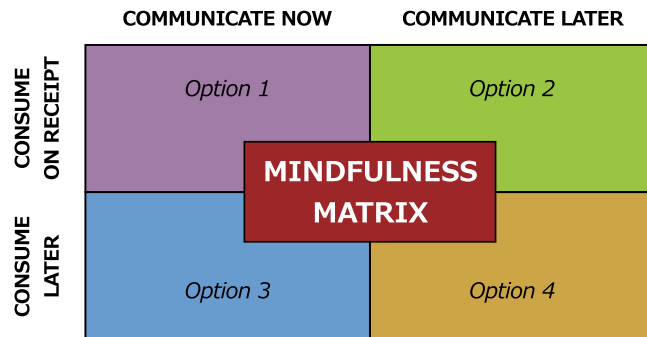 COMMUNICATE NOW
COMMUNICATE LATER
CONSUME
ON RECEIPT
Option 1
Option 2
MINDFULNESS
MATRIX
CONSUME
LATER
Option 3
Option 4